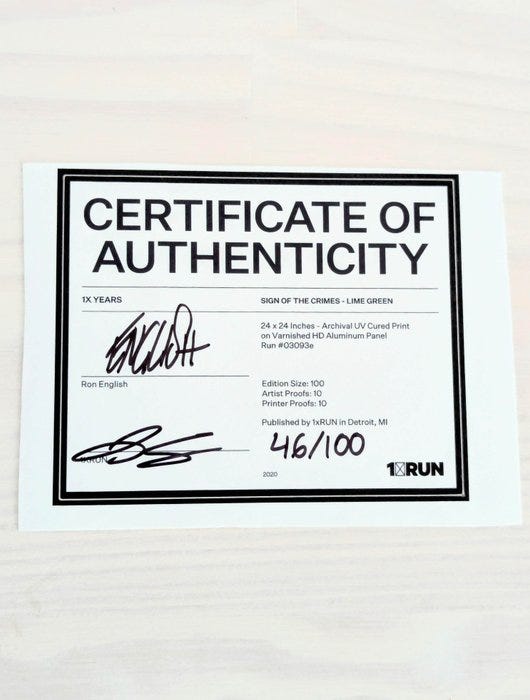 CERTIFICATE OF
AUTHENTICITY
1X YEARS
SIGN OF THE CRIMES - LIME GREEN
ENGLISH
24 x 24 Inches - Archival UV Cured Print
on Varnished HD Aluminum Panel
Run #03093e
Ron English
Edition Size: 100
Artist Proofs: 10
Printer Proofs: 10
Published by 1xRUN in Detroit, MI
46/100
1XRUN
2020
1XRUN